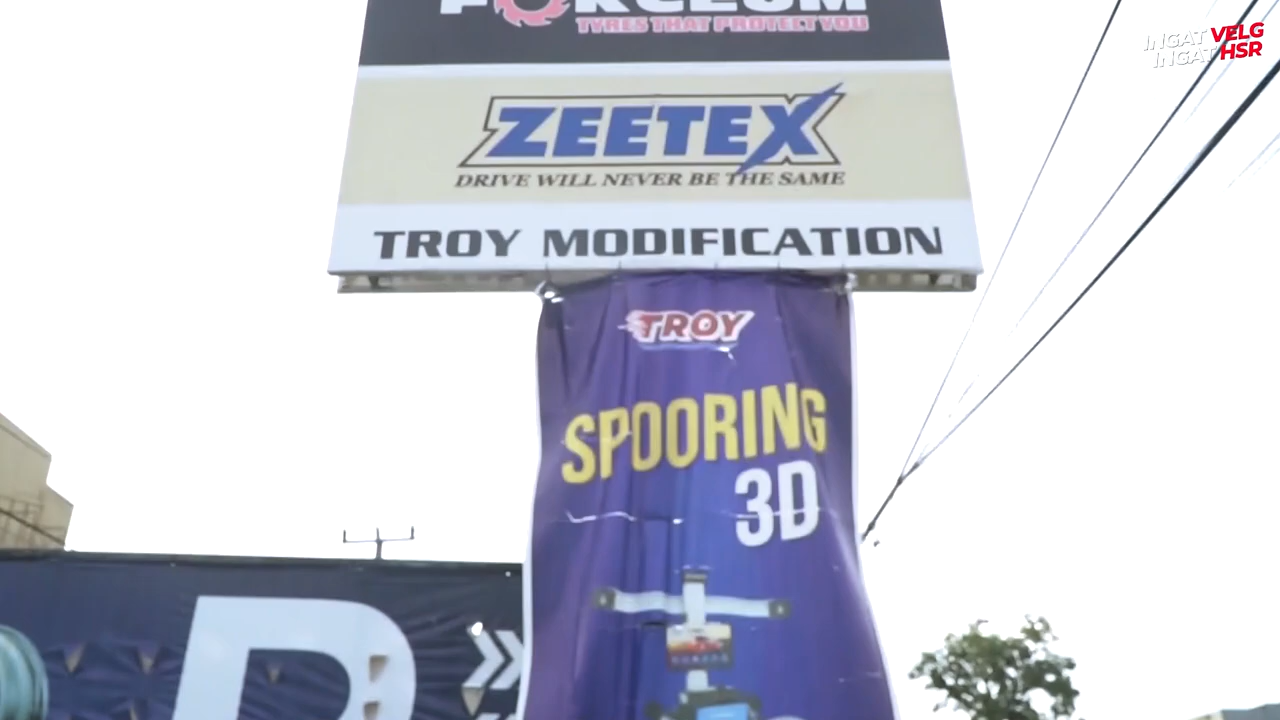 FORCEUM
TYRES THAT PROTECT YOU
INGAT VELG
INGAT HSR
ZEETEX
DRIVE WILL NEVER BE THE SAME
TROY MODIFICATION
TROY
SPOORING
3D